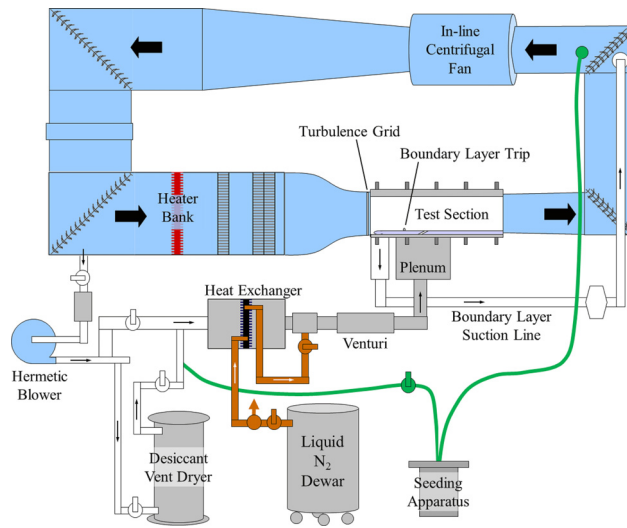 In-line
Centrifugal
Fan
Turbulence Grid
Boundary Layer Trip
Heater
Bank
Test Section
Plenum
Heat Exchanger
Boundary Layer
Suction Line
Venturi
Hermetic
Blower
Desiccant
Vent Dryer
Liquid
N₂
Dewar
Seeding
Apparatus